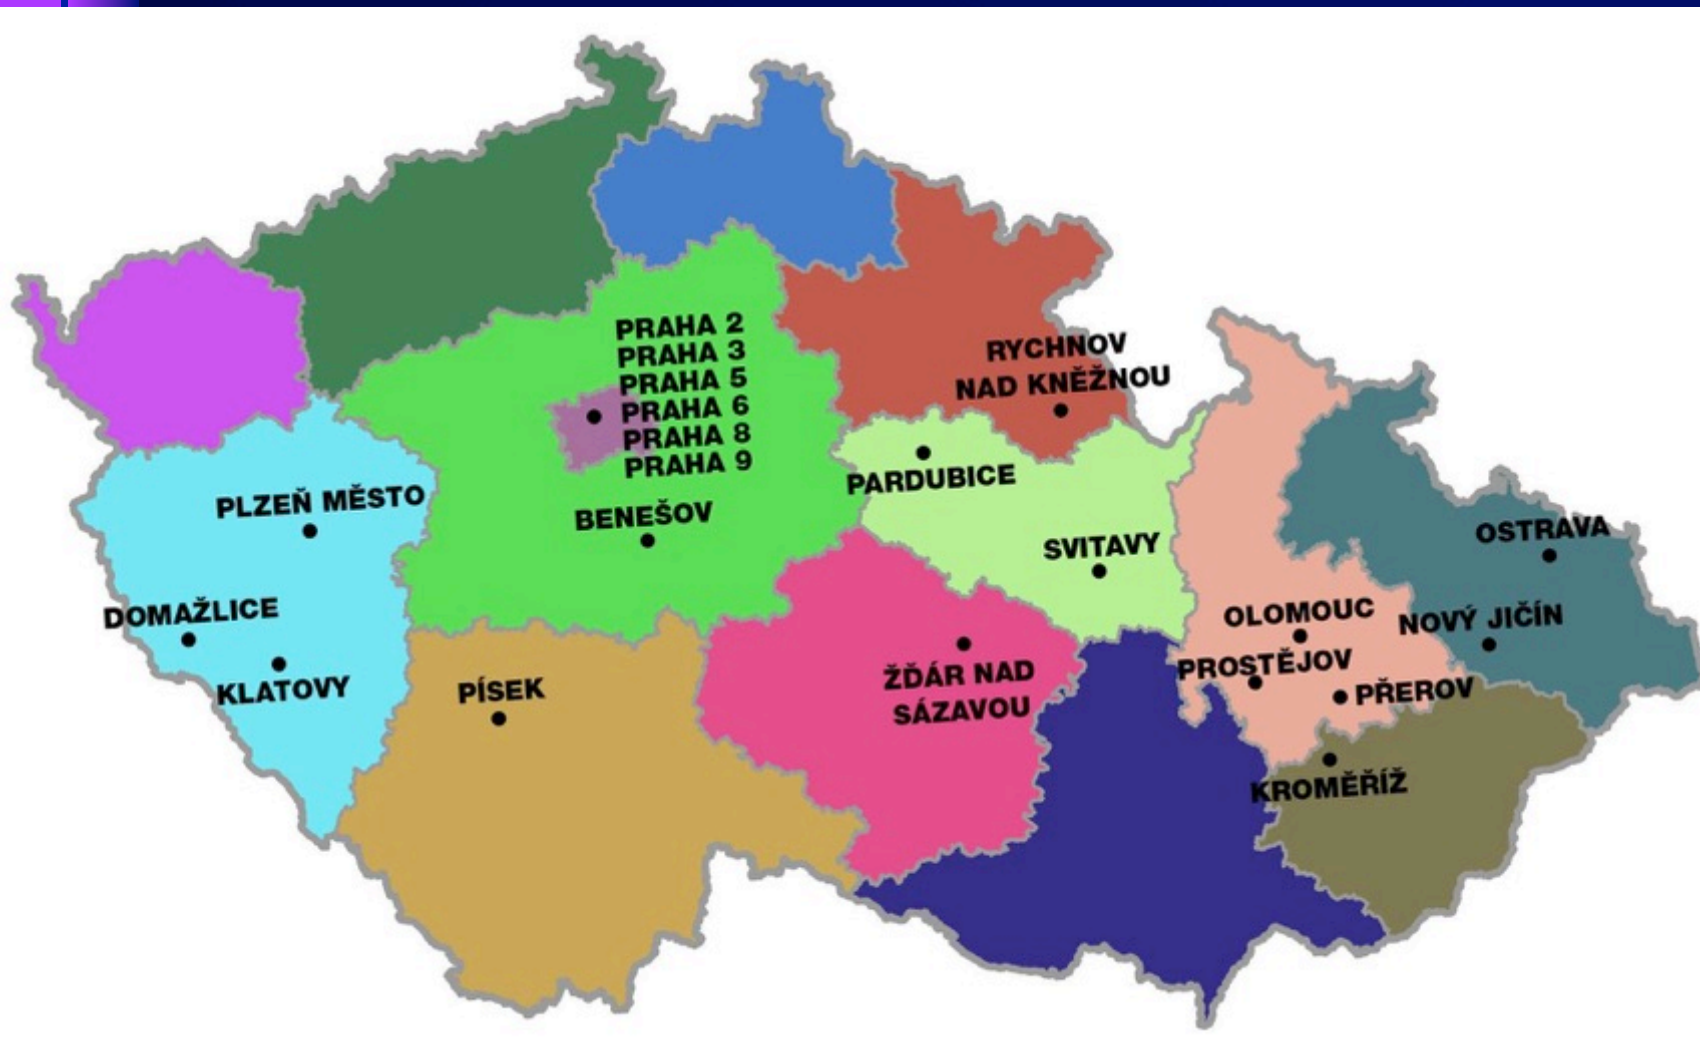 PRAHA 2
PRAHA 3
PRAHA 5
PRAHA 6
PRAHA 8
PRAHA 9
RYCHNOV
NAD KNĚŽNOU
PARDUBICE
PLZEŇ MĚSTO
BENEŠOV
SVITAVY
OSTRAVA
DOMAŽLICE
OLOMOUC
NOVÝ JIČÍN
KLATOVY
PÍSEK
ŽĎÁR NAD
SÁZAVOU
PROSTĚJOV
PŘEROV
KROMĚŘÍŽ